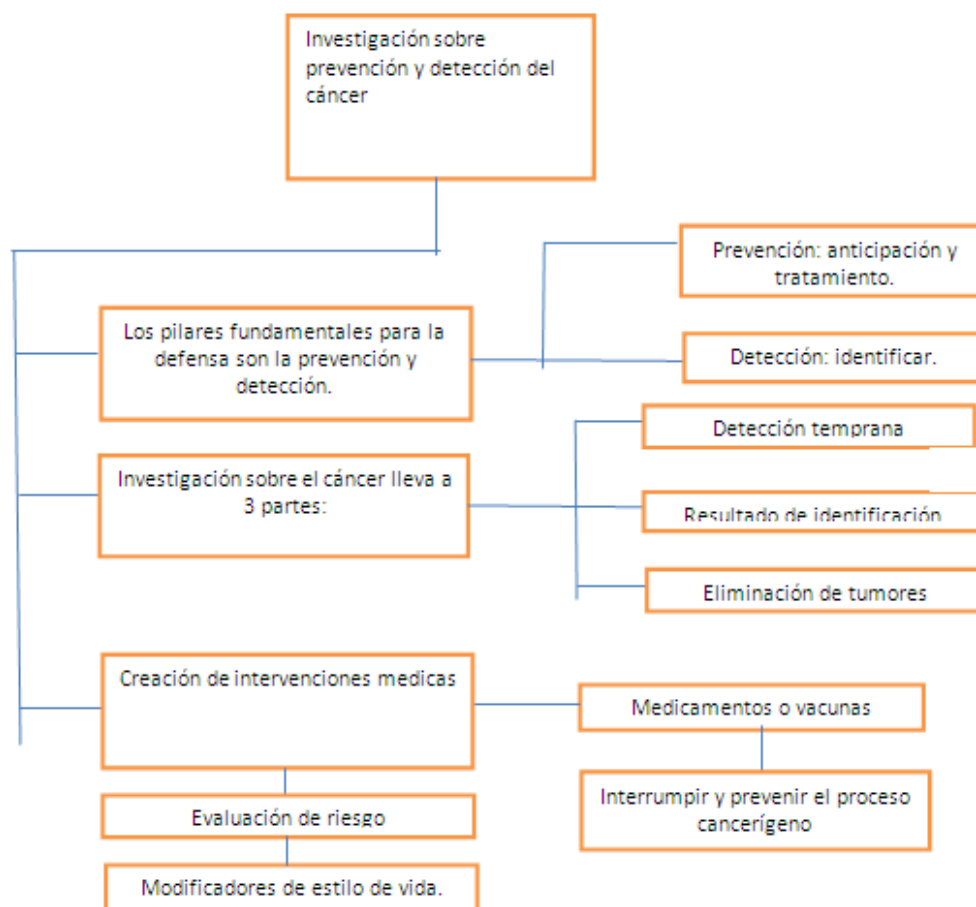 Investigación sobre
prevención y detección del
cáncer
Prevención: anticipación y
tratamiento.
Los pilares fundamentales para la
defensa son la prevención y
detección.
Detección: identificar.
Detección temprana
Investigación sobre el cáncer lleva a
3 partes:
Resultado de identificación
Eliminación de tumores
Creación de intervenciones medicas
Medicamentos o vacunas
Interrumpir y prevenir el proceso
cancerígeno
Evaluación de riesgo
Modificadores de estilo de vida.